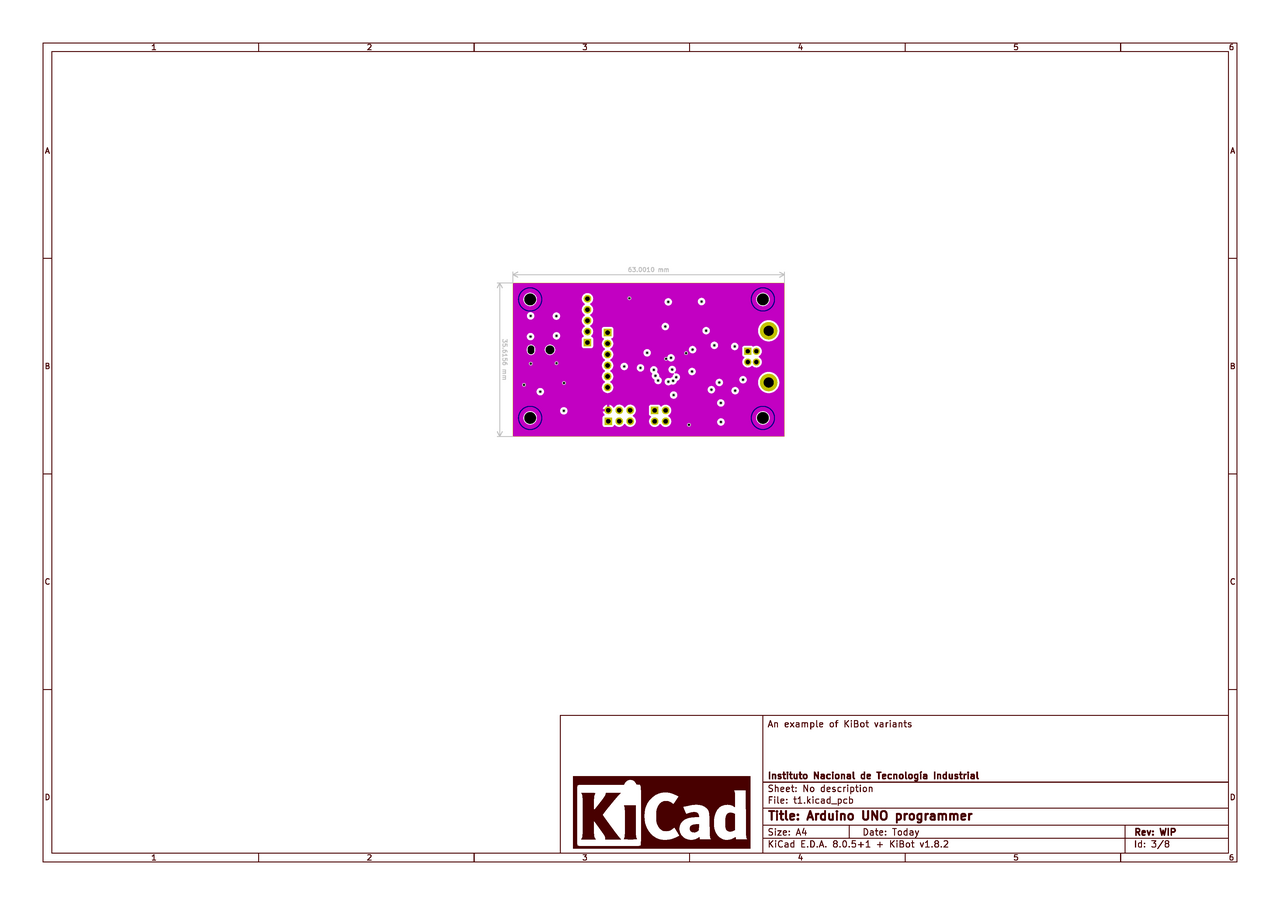 1 2 3 4 5 6
A A
63.0010 mm
35.6150 mm
B B
C C
An example of KiBot variants
Instituto Nacional de Tecnología Industrial
Sheet: No description
D D
File: t1.kicad_pcb
KiCad
Title: Arduino UNO programmer
Size: A4 Date: Today Rev: WIP
KiCad E.D.A. 8.0.5+1 + KiBot v1.8.2 Id: 3/8
1 2 3 4 5 6